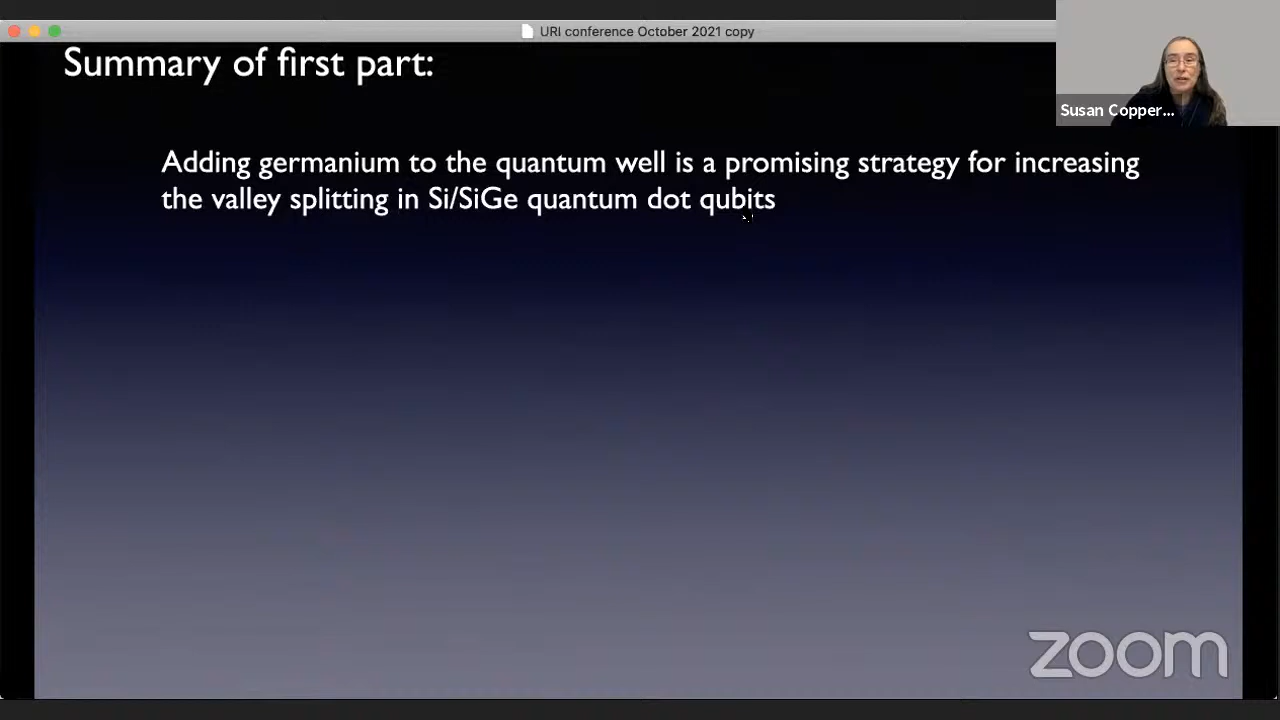 URI conference October 2021 copy
Summary of first part:
Susan Copper...
Adding germanium to the quantum well is a promising strategy for increasing
the valley splitting in Si/SiGe quantum dot qubits
zoom